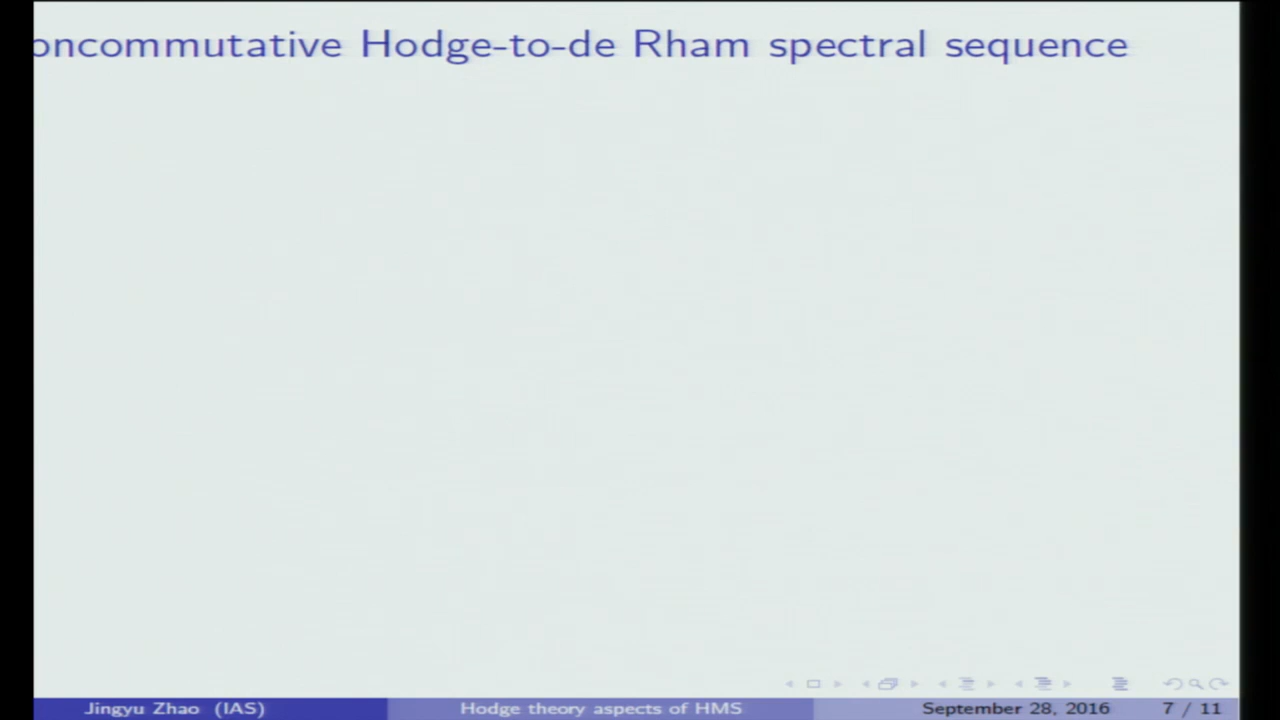 oncommutative Hodge-to-de Rham spectral sequence
Jingyu Zhao (IAS)
Hodge theory aspects of HMS
September 28, 2016
7 / 11